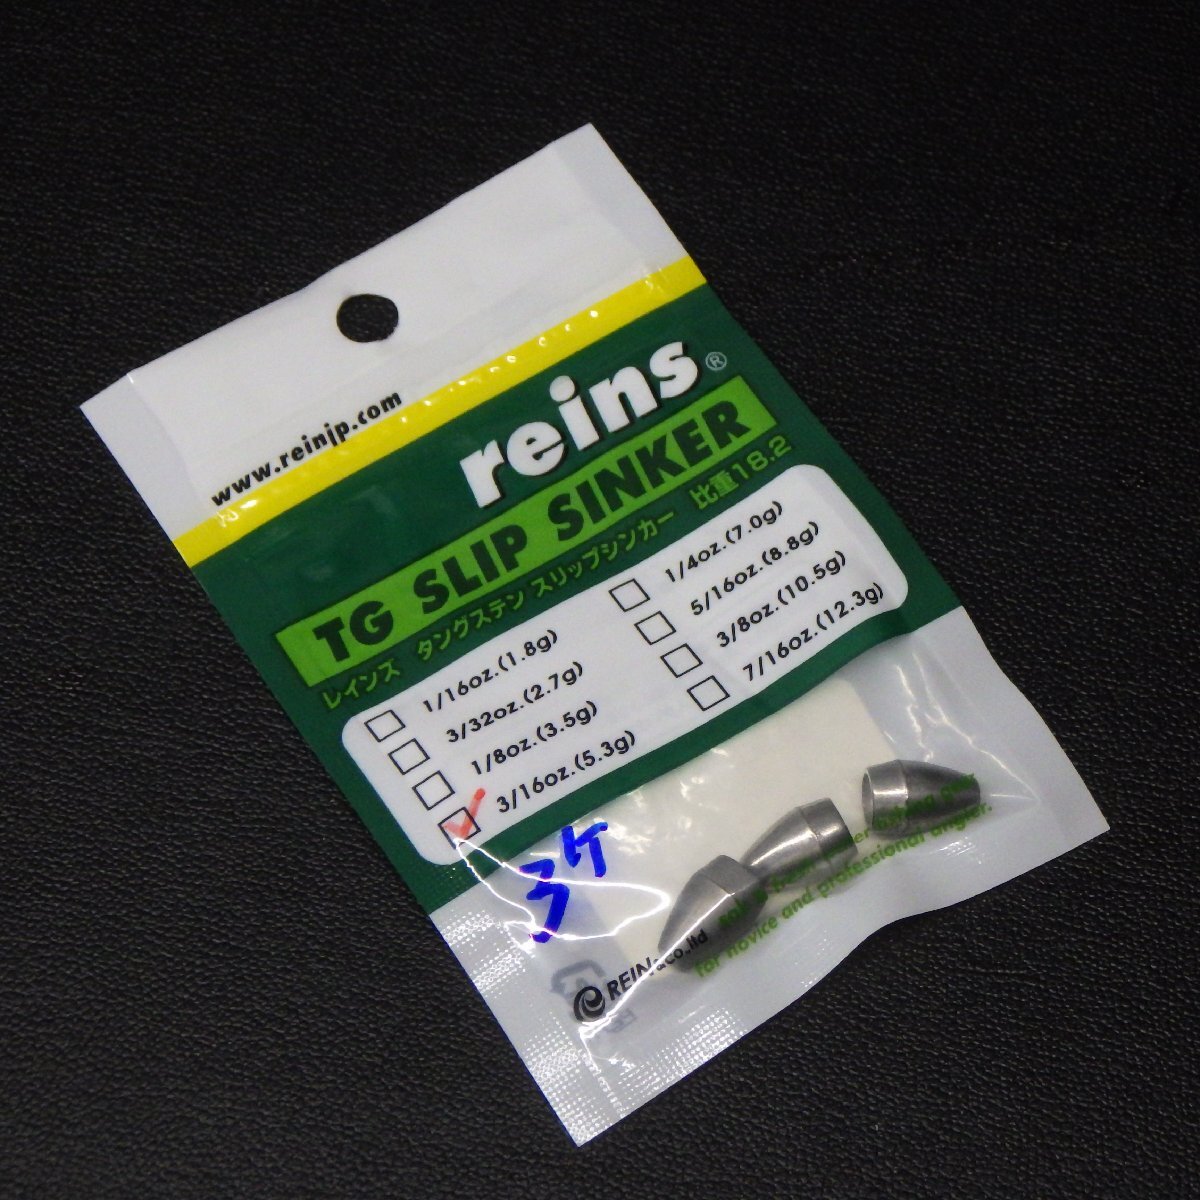 www.reinjp.com
reins®
TG SLIP SINKER
レインズ タングステン スリップシンカー 比重18.2
1/16oz.(1.8g)
3/32oz.(2.7g)
1/8oz.(3.5g)
3/16oz.(5.3g)
1/4oz.(7.0g)
5/16oz.(8.8g)
3/8oz.(10.5g)
7/16oz.(12.3g)
3ケ
for novice and professional angler.
REIN co.,ltd